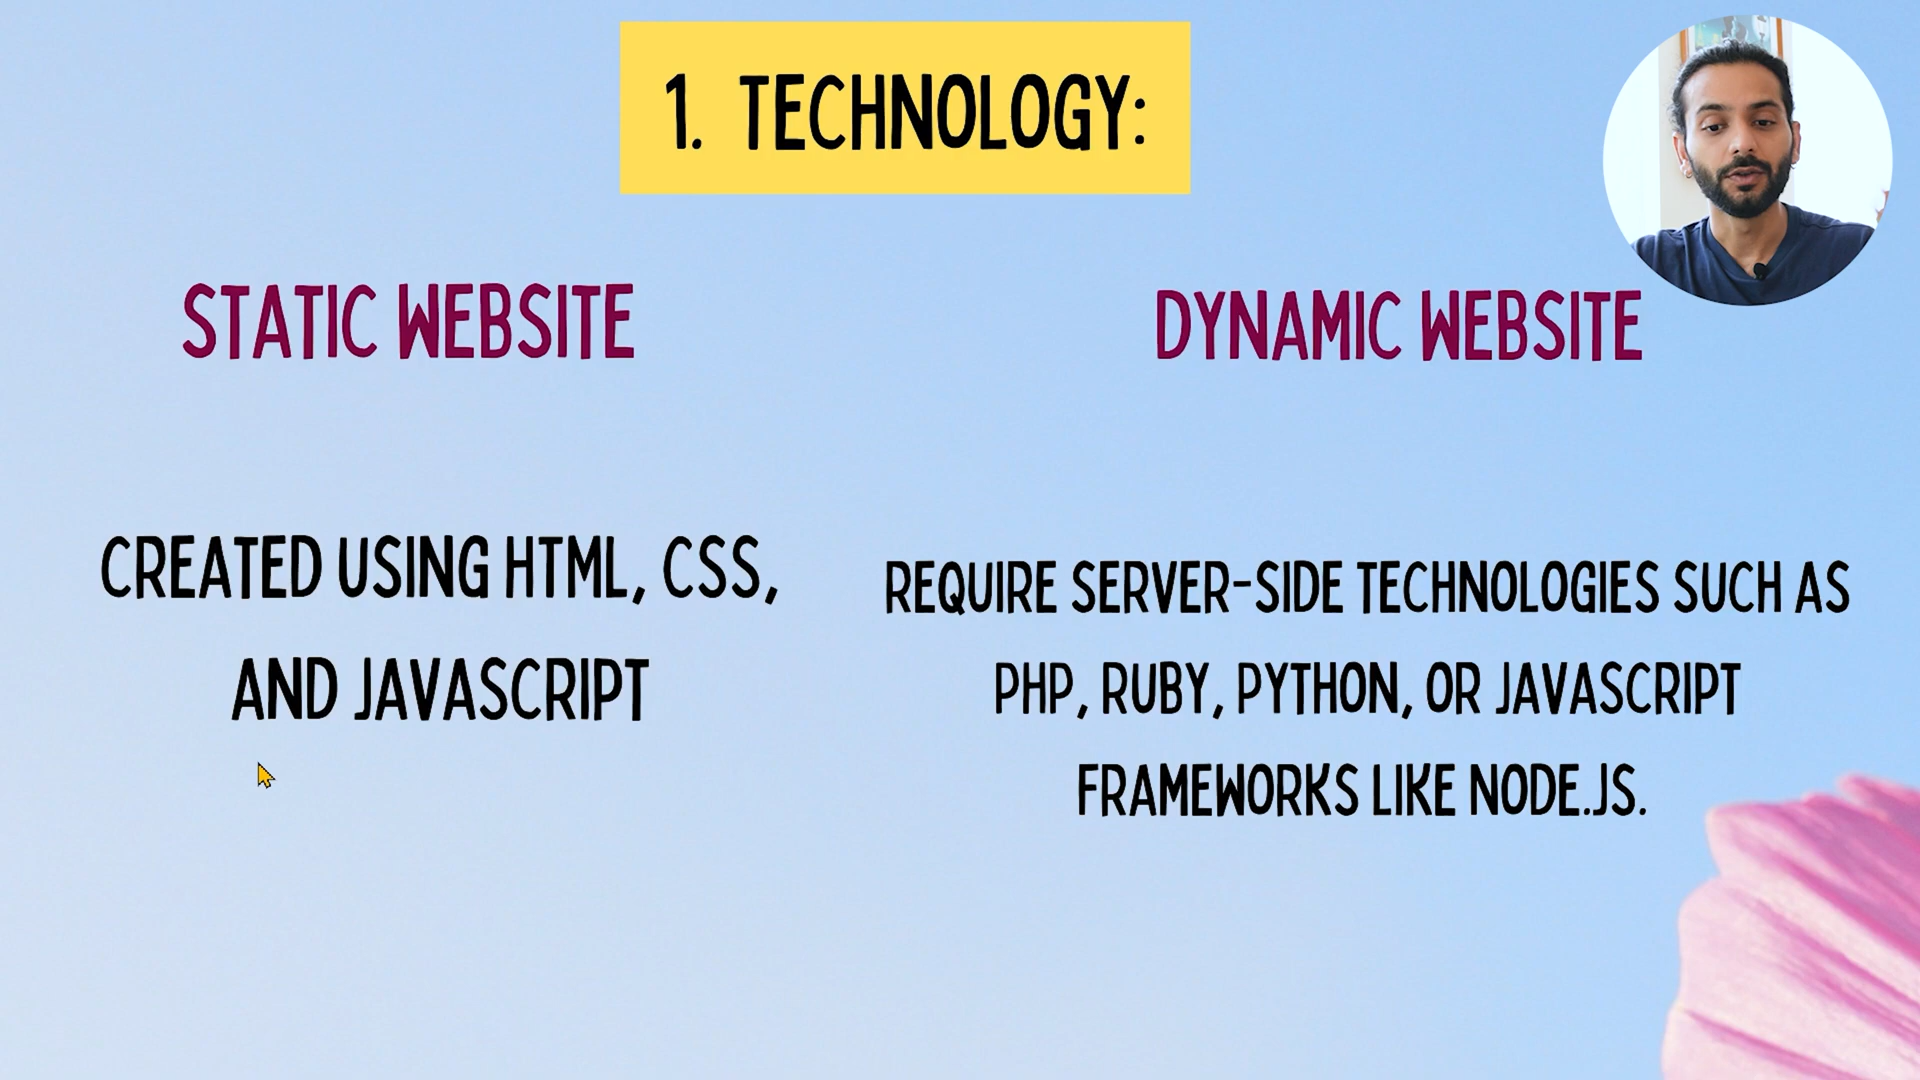 1. TECHNOLOGY:
STATIC WEBSITE
CREATED USING HTML, CSS,
AND JAVASCRIPT
DYNAMIC WEBSITE
REQUIRE SERVER-SIDE TECHNOLOGIES SUCH AS
PHP, RUBY, PYTHON, OR JAVASCRIPT
FRAMEWORKS LIKE NODE.JS.